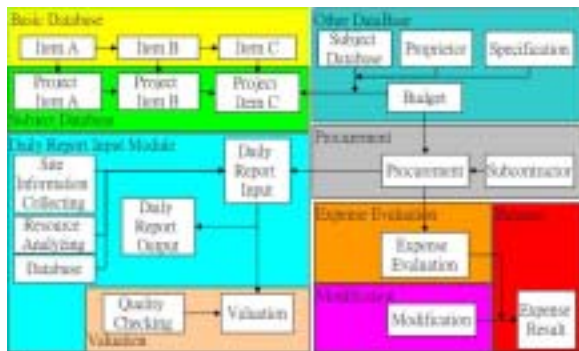 Basic Database
Item A
Item B
Item C
Project
Item A
Project
Item B
Project
Item C
Subject Database
Other DataBase
Subject
Database
Proprietor
Specification
Budget
Daily Report Input Module
Site
Information
Collecting
Resource
Analyzing
Database
Daily
Report
Input
Daily
Report
Output
Procurement
Procurement
Subcontractor
Expense Evaluation
Expense
Evaluation
Modification
Modification
Expense
Result
Quality
Checking
Valuation
Valuation